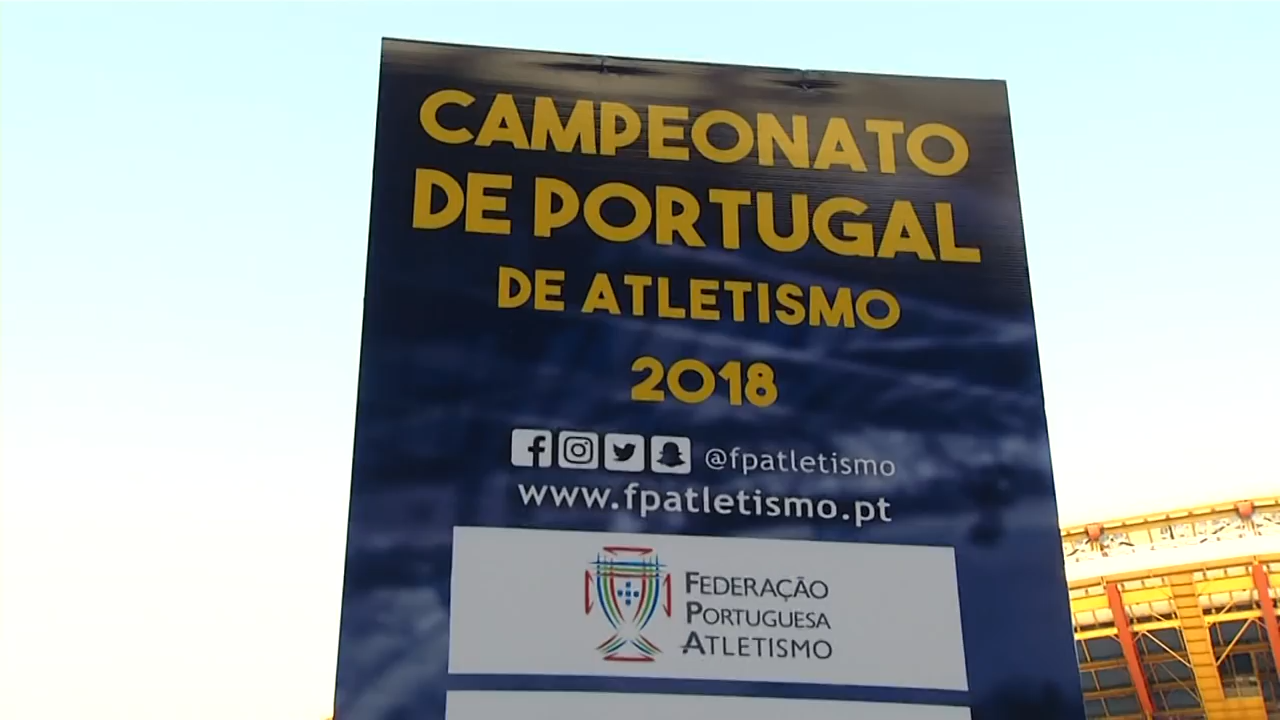 CAMPEONATO
DE PORTUGAL
DE ATLETISMO
2018
@fpatletismo
www.fpatletismo.pt
FEDERAÇÃO
PORTUGUESA
ATLETISMO